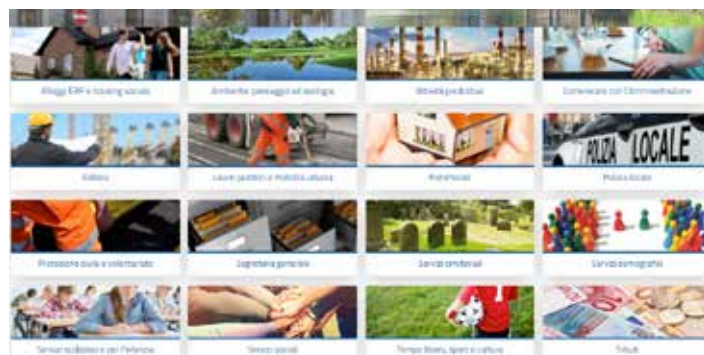 Alloggi ERP e housing sociale
Ambiente, paesaggio ed ecologia
Attività produttive
Comunicare con l'Amministrazione
Edilizia
Lavori pubblici e mobilità urbana
Patrimonio
POLIZIA LOCALE
Polizia locale
Protezione civile e volontariato
Segreteria generale
Servizi cimiteriali
Servizi demografici
Servizi scolastici e per l'infanzia
Servizi sociali
Tempo libero, sport e cultura
Tributi